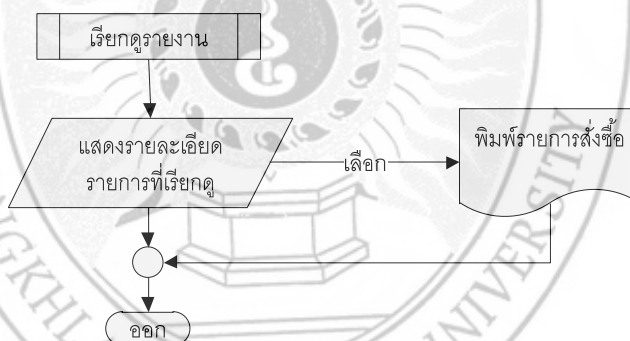 เรียกดูรายงาน
แสดงรายละเอียด
รายการที่เรียกดู
เลือก
พิมพ์รายการสั่งซื้อ
ออก
GKHL
UNIVERSITY